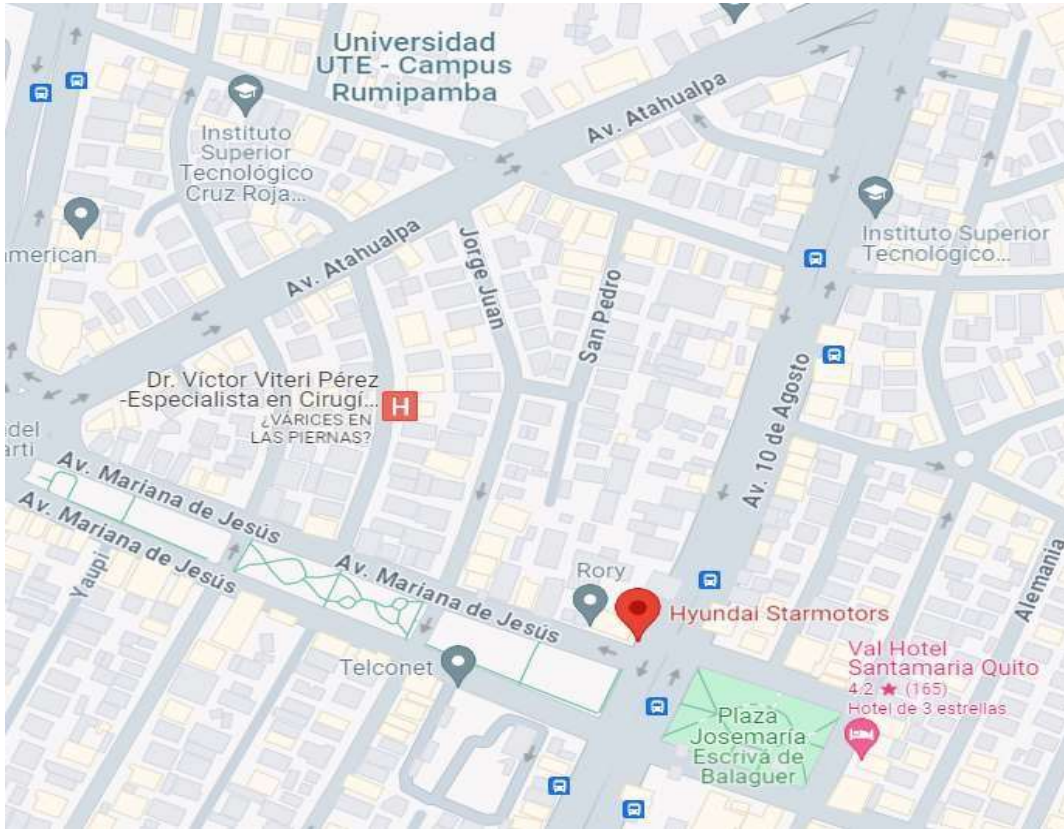 Universidad
UTE - Campus
Rumipamba
Av. Atahualpa
Instituto
Superior
Tecnológico
Cruz Roja...
Instituto Superior
Tecnológico...
merican
Av. Atahualpa
Jorge Juan
San Pedro
Dr. Víctor Viteri Pérez
-Especialista en Cirugí...
¿VÁRICES EN
LAS PIERNAS?
H
Av. 10 de Agosto
del
arti
Av. Mariana de Jesús
Av. Mariana de Jesús
Yaupi
Av. Mariana de Jesús
Rory
Hyundai Starmotors
Alemania
Telconet
Val Hotel
Santamaria Quito
4.2 ★ (165)
Hotel de 3 estrellas
Plaza
Josemaría
Escrivá de
Balaguer